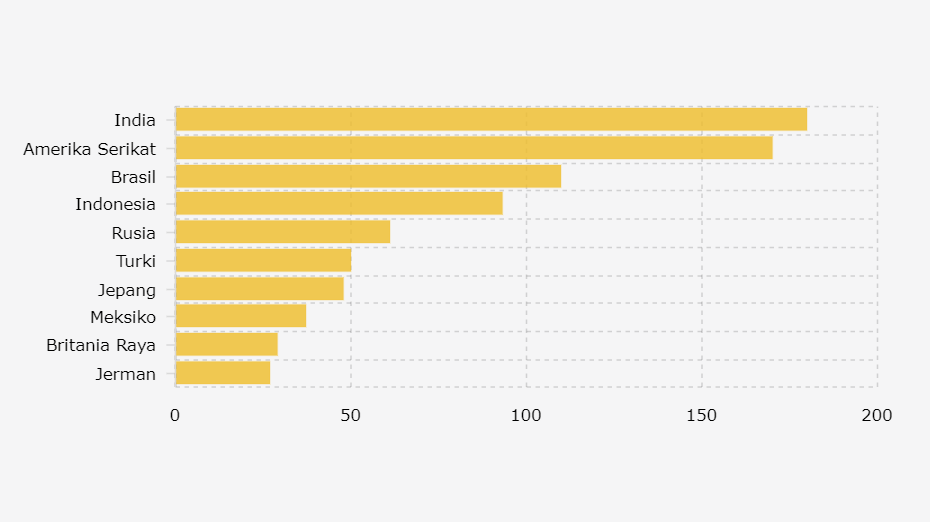 India
Amerika Serikat
Brasil
Indonesia
Rusia
Turki
Jepang
Meksiko
Britania Raya
Jerman
0 50 100 150 200